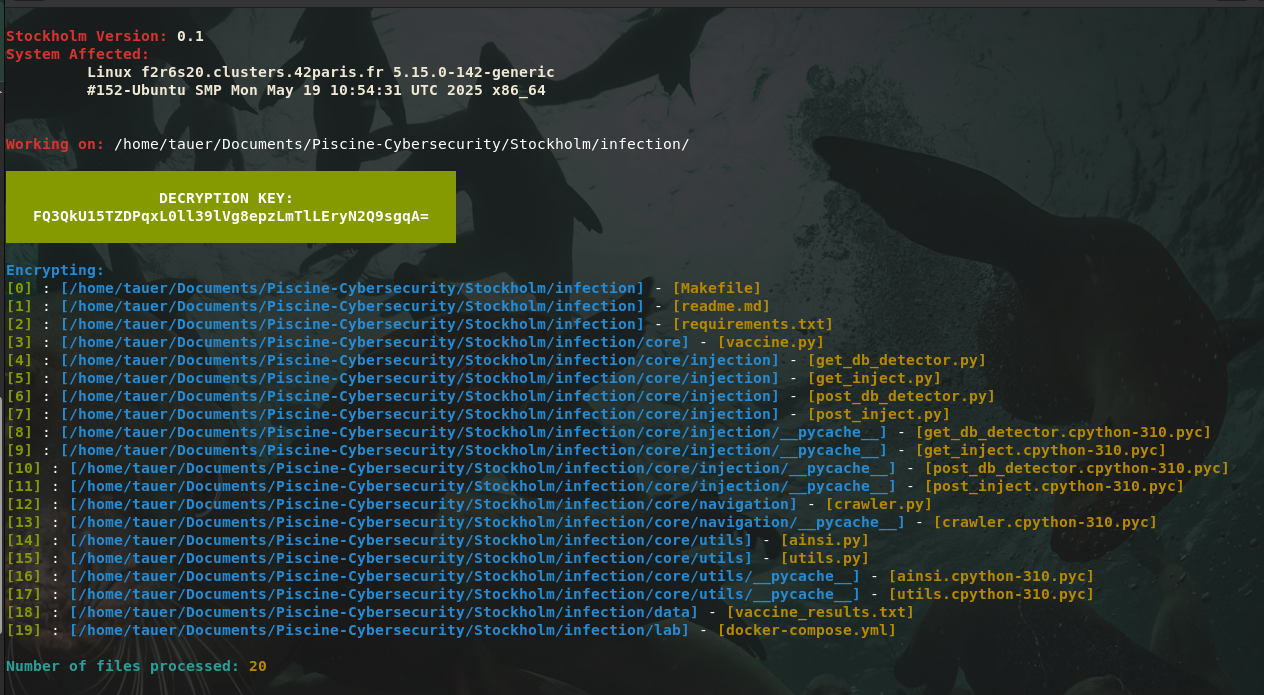 Stockholm Version: 0.1
System Affected:
Linux f2r6s20.clusters.42paris.fr 5.15.0-142-generic
#152-Ubuntu SMP Mon May 19 10:54:31 UTC 2025 x86_64
Working on: /home/tauer/Documents/Piscine-Cybersecurity/Stockholm/infection/
DECRYPTION KEY:
FQ3QkU15TZDPqxL0ll39lVg8epzLmTlLEryN2Q9sgqA=
Encrypting:
[0] : [/home/tauer/Documents/Piscine-Cybersecurity/Stockholm/infection] - [Makefile]
[1] : [/home/tauer/Documents/Piscine-Cybersecurity/Stockholm/infection] - [readme.md]
[2] : [/home/tauer/Documents/Piscine-Cybersecurity/Stockholm/infection] - [requirements.txt]
[3] : [/home/tauer/Documents/Piscine-Cybersecurity/Stockholm/infection/core] - [vaccine.py]
[4] : [/home/tauer/Documents/Piscine-Cybersecurity/Stockholm/infection/core/injection] - [get_db_detector.py]
[5] : [/home/tauer/Documents/Piscine-Cybersecurity/Stockholm/infection/core/injection] - [get_inject.py]
[6] : [/home/tauer/Documents/Piscine-Cybersecurity/Stockholm/infection/core/injection] - [post_db_detector.py]
[7] : [/home/tauer/Documents/Piscine-Cybersecurity/Stockholm/infection/core/injection] - [post_inject.py]
[8] : [/home/tauer/Documents/Piscine-Cybersecurity/Stockholm/infection/core/injection/__pycache__] - [get_db_detector.cpython-310.pyc]
[9] : [/home/tauer/Documents/Piscine-Cybersecurity/Stockholm/infection/core/injection/__pycache__] - [get_inject.cpython-310.pyc]
[10] : [/home/tauer/Documents/Piscine-Cybersecurity/Stockholm/infection/core/injection/__pycache__] - [post_db_detector.cpython-310.pyc]
[11] : [/home/tauer/Documents/Piscine-Cybersecurity/Stockholm/infection/core/injection/__pycache__] - [post_inject.cpython-310.pyc]
[12] : [/home/tauer/Documents/Piscine-Cybersecurity/Stockholm/infection/core/navigation] - [crawler.py]
[13] : [/home/tauer/Documents/Piscine-Cybersecurity/Stockholm/infection/core/navigation/__pycache__] - [crawler.cpython-310.pyc]
[14] : [/home/tauer/Documents/Piscine-Cybersecurity/Stockholm/infection/core/utils] - [ainsi.py]
[15] : [/home/tauer/Documents/Piscine-Cybersecurity/Stockholm/infection/core/utils] - [utils.py]
[16] : [/home/tauer/Documents/Piscine-Cybersecurity/Stockholm/infection/core/utils/__pycache__] - [ainsi.cpython-310.pyc]
[17] : [/home/tauer/Documents/Piscine-Cybersecurity/Stockholm/infection/core/utils/__pycache__] - [utils.cpython-310.pyc]
[18] : [/home/tauer/Documents/Piscine-Cybersecurity/Stockholm/infection/data] - [vaccine_results.txt]
[19] : [/home/tauer/Documents/Piscine-Cybersecurity/Stockholm/infection/lab] - [docker-compose.yml]
Number of files processed: 20